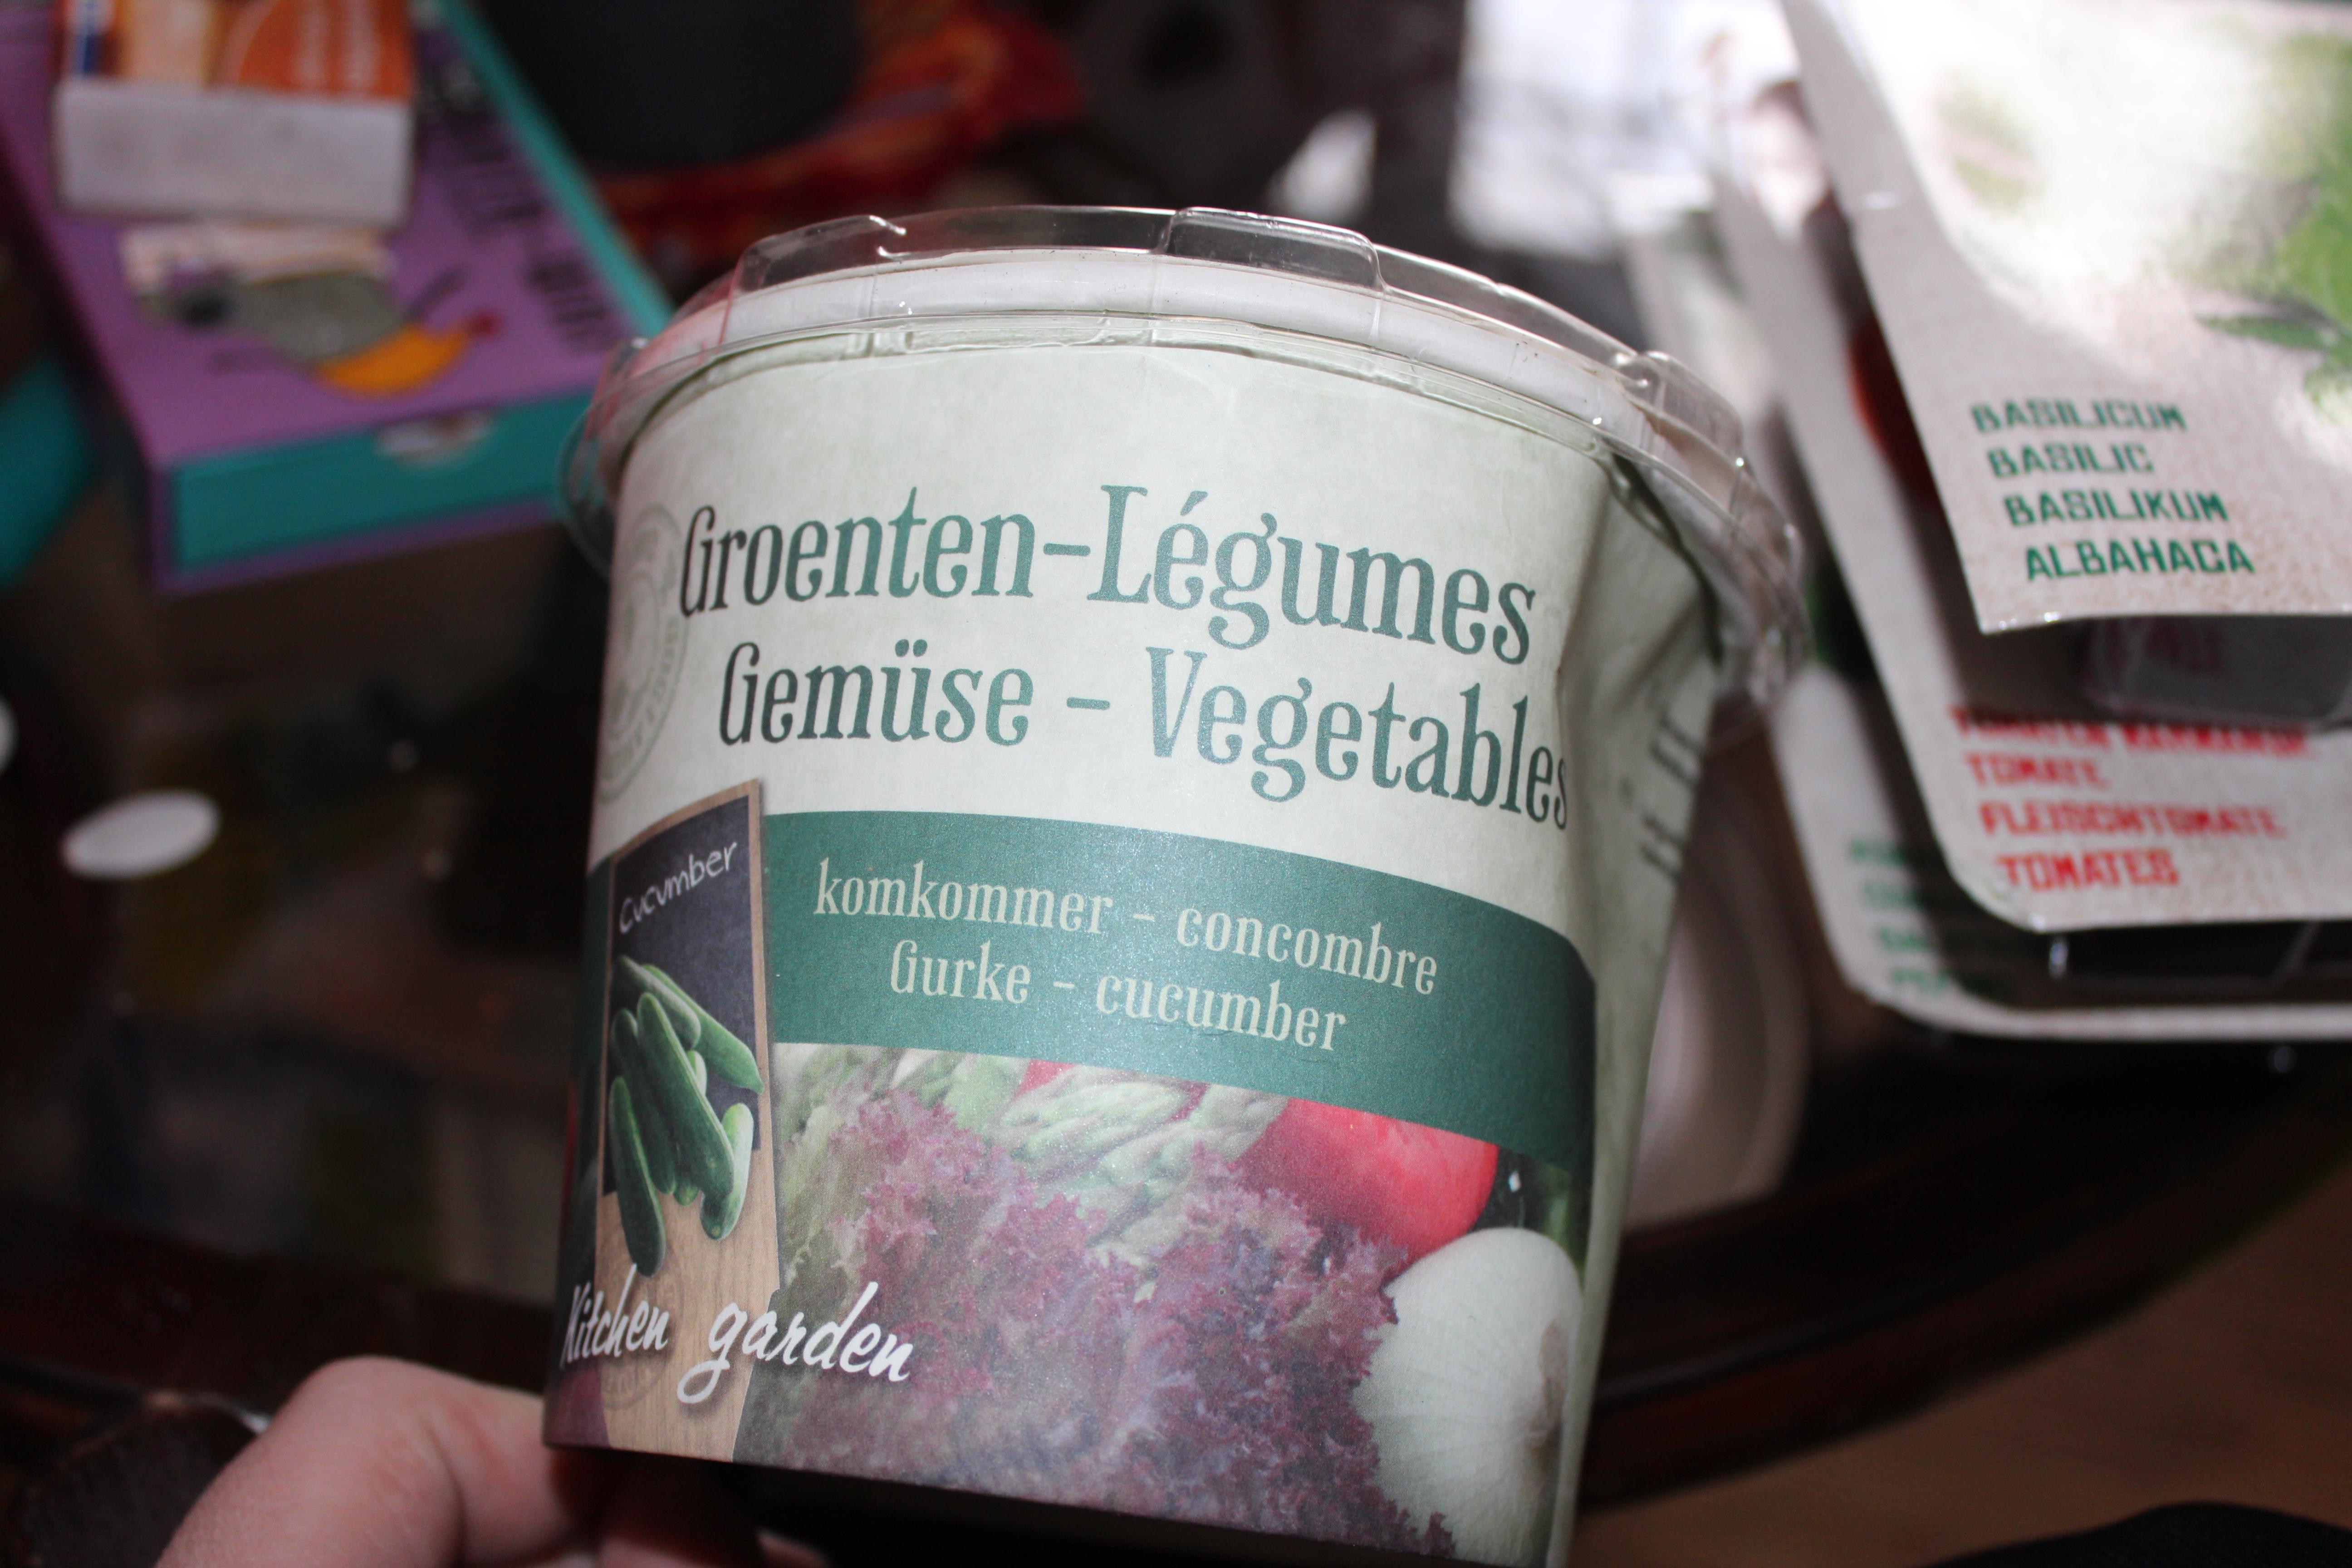 Groenten-Légumes
Gemüse - Vegetables
Cucumber
komkommer - concombre
Gurke - cucumber
Kitchen garden
BASILICUM
BASILIC
BASILIKUM
ALBAHACA
TOMATE
FLEISCHTOMATE
TOMATES